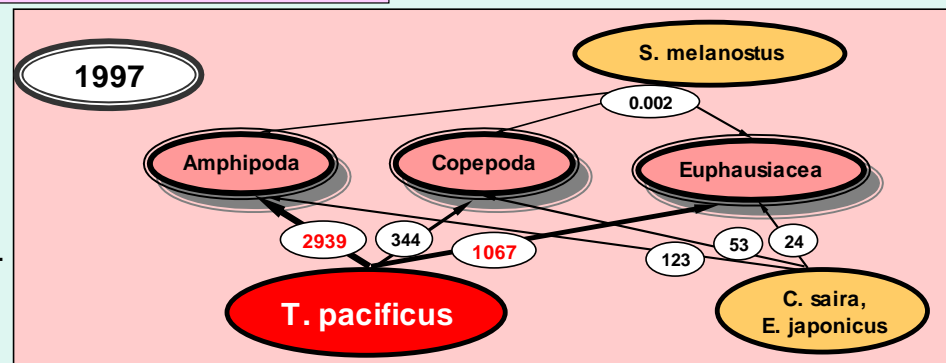 1997
S. melanostus
0.002
Amphipoda
Copepoda
Euphausiacea
2939
344
1067
123
53
24
T. pacificus
C. saira,
E. japonicus
.